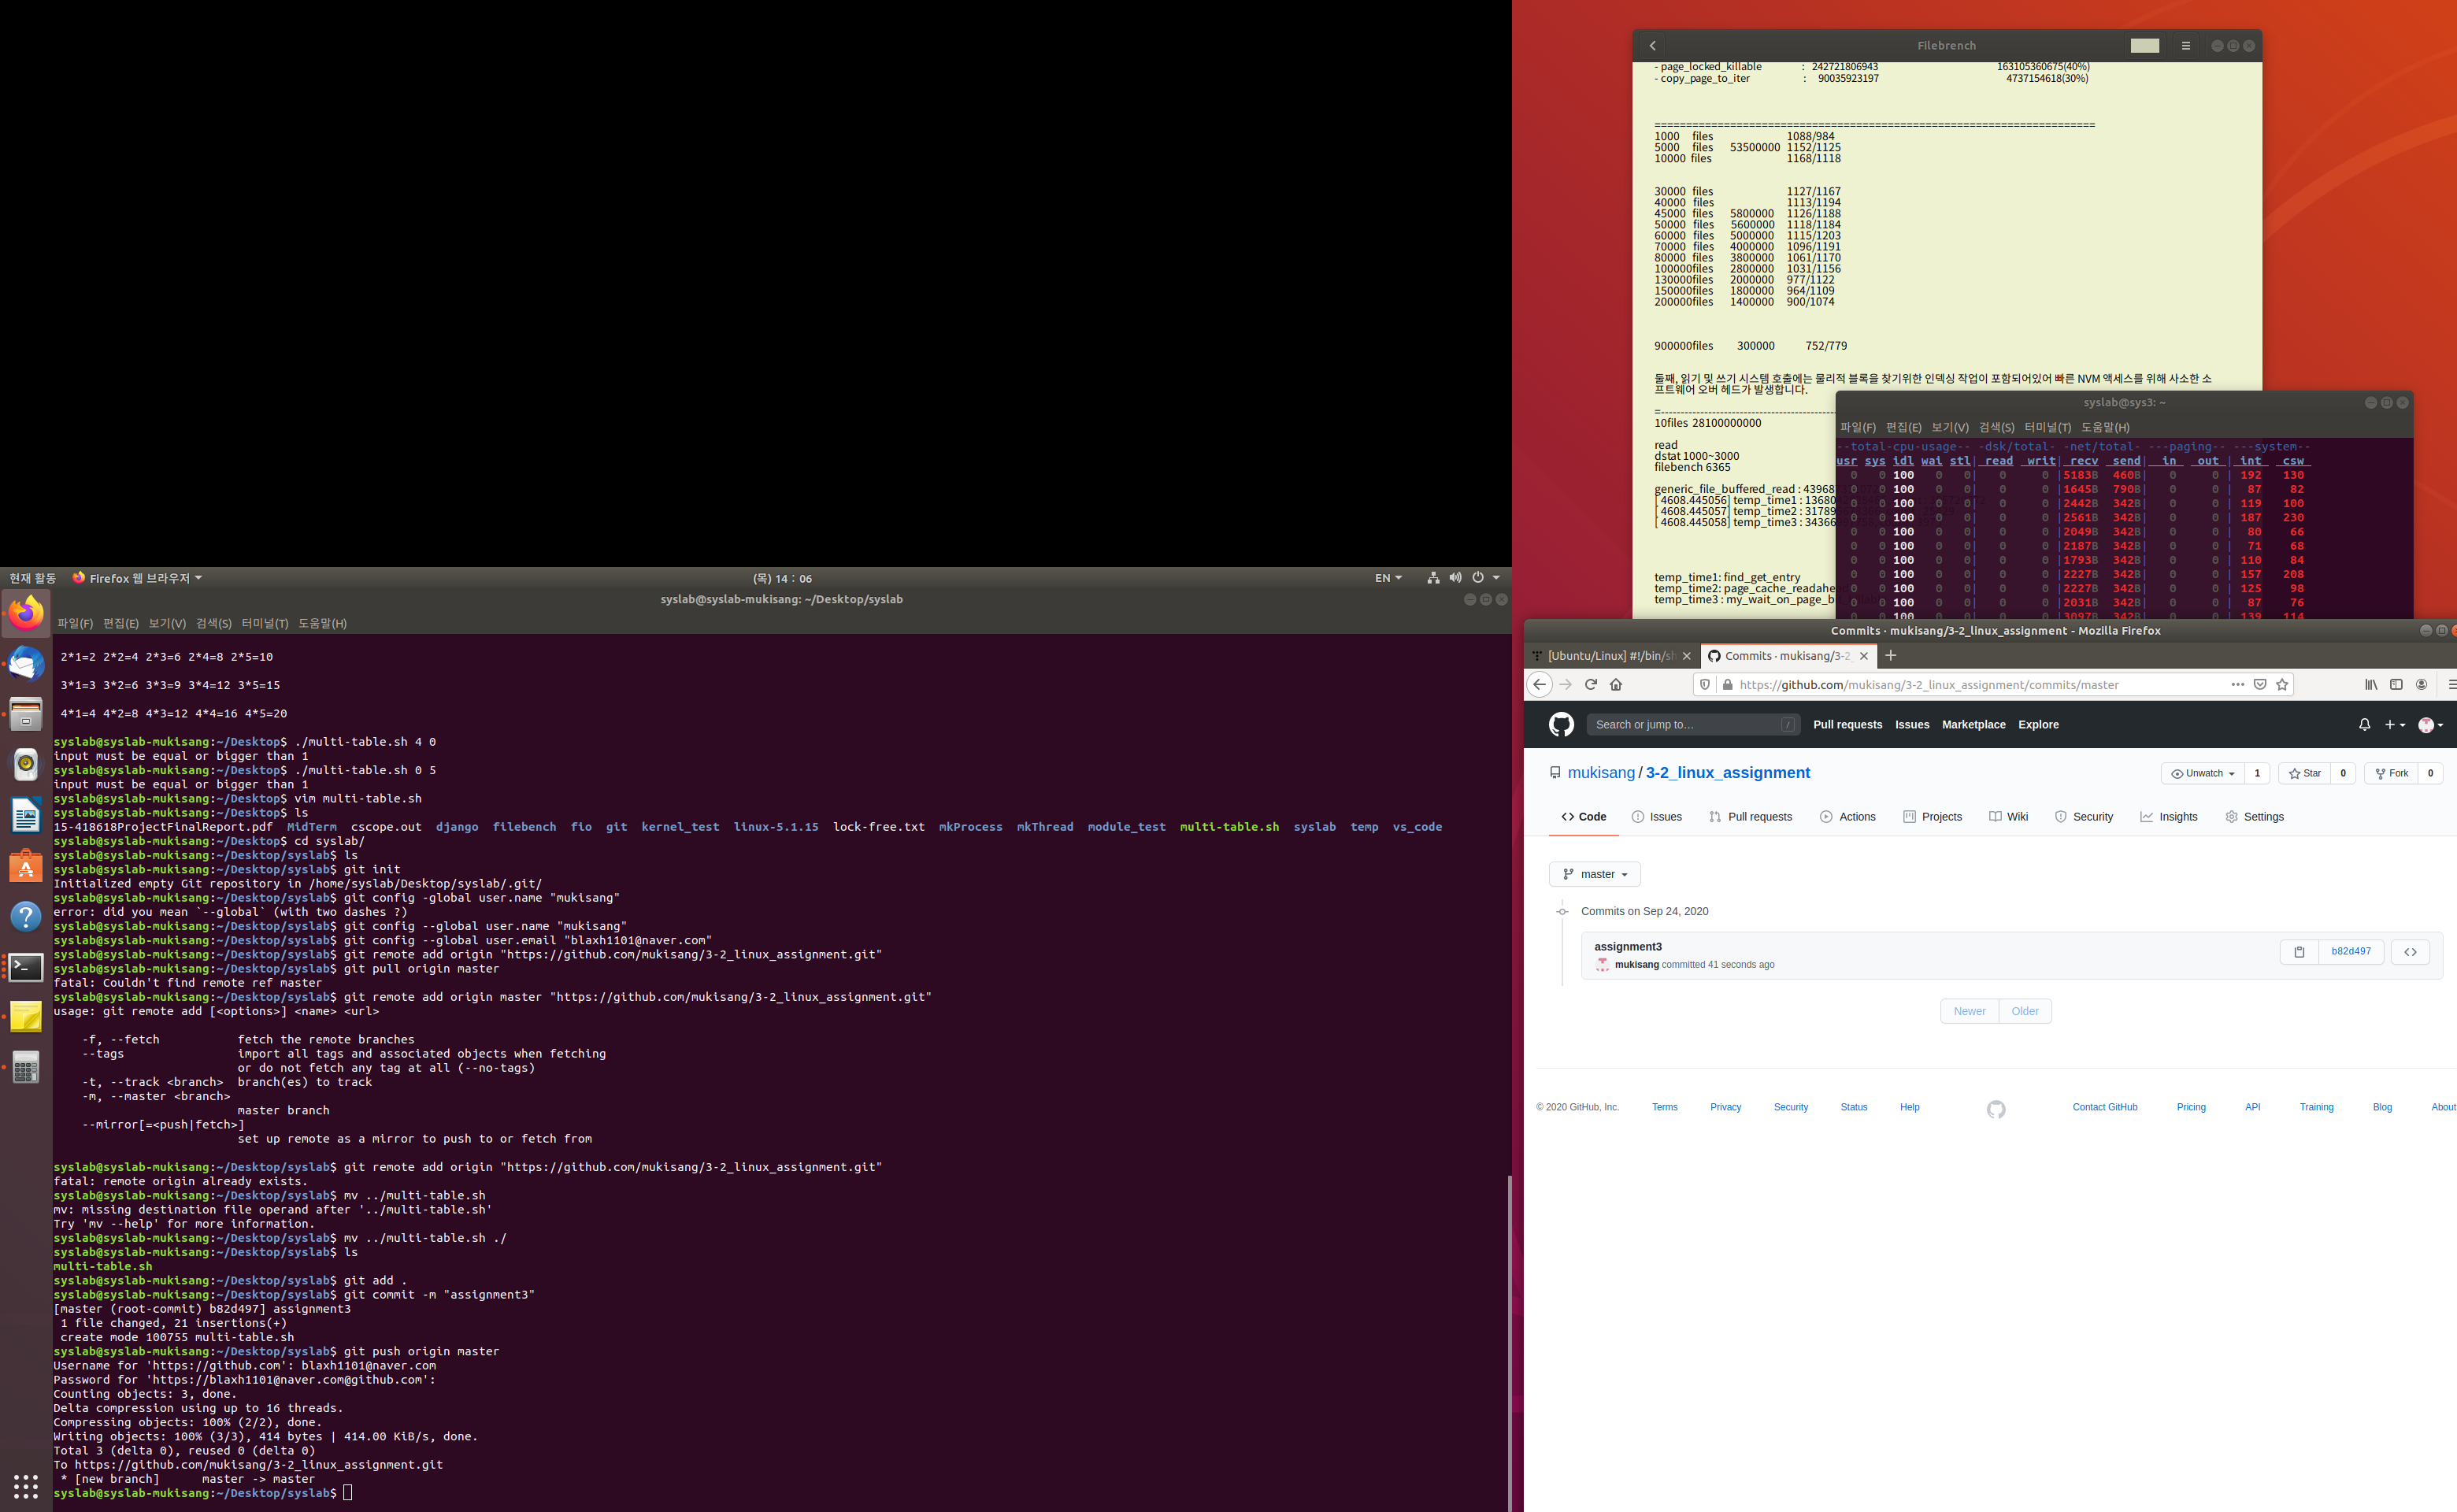 현재 활동 Firefox 웹 브라우저 (목) 14 : 06 EN
syslab@syslab-mukisang: ~/Desktop/syslab
파일(F) 편집(E) 보기(V) 검색(S) 터미널(T) 도움말(H)
2*1=2 2*2=4 2*3=6 2*4=8 2*5=10
3*1=3 3*2=6 3*3=9 3*4=12 3*5=15
4*1=4 4*2=8 4*3=12 4*4=16 4*5=20
syslab@syslab-mukisang:~/Desktop$ ./multi-table.sh 4 0
input must be equal or bigger than 1
syslab@syslab-mukisang:~/Desktop$ ./multi-table.sh 0 5
input must be equal or bigger than 1
syslab@syslab-mukisang:~/Desktop$ vim multi-table.sh
syslab@syslab-mukisang:~/Desktop$ ls
15-418618ProjectFinalReport.pdf MidTerm cscope.out django filebench fio git kernel_test linux-5.1.15 lock-free.txt mkProcess mkThread module_test multi-table.sh syslab temp vs_code
syslab@syslab-mukisang:~/Desktop$ cd syslab/
syslab@syslab-mukisang:~/Desktop/syslab$ ls
syslab@syslab-mukisang:~/Desktop/syslab$ git init
Initialized empty Git repository in /home/syslab/Desktop/syslab/.git/
syslab@syslab-mukisang:~/Desktop/syslab$ git config -global user.name "mukisang"
error: did you mean `--global` (with two dashes ?)
syslab@syslab-mukisang:~/Desktop/syslab$ git config --global user.name "mukisang"
syslab@syslab-mukisang:~/Desktop/syslab$ git config --global user.email "blaxh1101@naver.com"
syslab@syslab-mukisang:~/Desktop/syslab$ git remote add origin "https://github.com/mukisang/3-2_linux_assignment.git"
syslab@syslab-mukisang:~/Desktop/syslab$ git pull origin master
fatal: Couldn't find remote ref master
syslab@syslab-mukisang:~/Desktop/syslab$ git remote add origin master "https://github.com/mukisang/3-2_linux_assignment.git"
usage: git remote add [<options>] <name> <url>
-f, --fetch fetch the remote branches
--tags import all tags and associated objects when fetching
or do not fetch any tag at all (--no-tags)
-t, --track <branch> branch(es) to track
-m, --master <branch>
master branch
--mirror[=<push|fetch>]
set up remote as a mirror to push to or fetch from
syslab@syslab-mukisang:~/Desktop/syslab$ git remote add origin "https://github.com/mukisang/3-2_linux_assignment.git"
fatal: remote origin already exists.
syslab@syslab-mukisang:~/Desktop/syslab$ mv ../multi-table.sh
mv: missing destination file operand after '../multi-table.sh'
Try 'mv --help' for more information.
syslab@syslab-mukisang:~/Desktop/syslab$ mv ../multi-table.sh ./
syslab@syslab-mukisang:~/Desktop/syslab$ ls
multi-table.sh
syslab@syslab-mukisang:~/Desktop/syslab$ git add .
syslab@syslab-mukisang:~/Desktop/syslab$ git commit -m "assignment3"
[master (root-commit) b82d497] assignment3
1 file changed, 21 insertions(+)
create mode 100755 multi-table.sh
syslab@syslab-mukisang:~/Desktop/syslab$ git push origin master
Username for 'https://github.com': blaxh1101@naver.com
Password for 'https://blaxh1101@naver.com@github.com':
Counting objects: 3, done.
Delta compression using up to 16 threads.
Compressing objects: 100% (2/2), done.
Writing objects: 100% (3/3), 414 bytes | 414.00 KiB/s, done.
Total 3 (delta 0), reused 0 (delta 0)
To https://github.com/mukisang/3-2_linux_assignment.git
* [new branch] master -> master
syslab@syslab-mukisang:~/Desktop/syslab$
Filebrench
- page_locked_killable : 242721806943 163105360675(40%)
- copy_page_to_iter : 90035923197 4737154618(30%)
======================================================================
1000 files 1088/984
5000 files 53500000 1152/1125
10000 files 1168/1118
30000 files 1127/1167
40000 files 1113/1194
45000 files 5800000 1126/1188
50000 files 5600000 1118/1184
60000 files 5000000 1115/1203
70000 files 4000000 1096/1191
80000 files 3800000 1061/1170
100000files 2800000 1031/1156
130000files 2000000 977/1122
150000files 1800000 964/1109
200000files 1400000 900/1074
900000files 300000 752/779
둘째, 읽기 및 쓰기 시스템 호출에는 물리적 블록을 찾기위한 인덱싱 작업이 포함되어있어 빠른 NVM 액세스를 위해 사소한 소
프트웨어 오버 헤드가 발생합니다.
=---------------------------------------------
10files 28100000000
read
dstat 1000~3000
filebench 6365
generic_file_buffered_read : 43968
[ 4608.445056] temp_time1 : 1368
[ 4608.445057] temp_time2 : 31789
[ 4608.445058] temp_time3 : 34366
temp_time1: find_get_entry
temp_time2: page_cache_readahe
temp_time3 : my_wait_on_page_b
syslab@sys3: ~
파일(F) 편집(E) 보기(V) 검색(S) 터미널(T) 도움말(H)
--total-cpu-usage-- -dsk/total- -net/total- ---paging-- ---system--
usr sys idl wai stl| read writ| recv send| in out | int csw
0 0 100 0 0| 0 0 |5183B 460B| 0 0 | 192 130
0 0 100 0 0| 0 0 |1645B 790B| 0 0 | 87 82
0 0 100 0 0| 0 0 |2442B 342B| 0 0 | 119 100
0 0 100 0 0| 0 0 |2561B 342B| 0 0 | 187 230
0 0 100 0 0| 0 0 |2049B 342B| 0 0 | 80 66
0 0 100 0 0| 0 0 |2187B 342B| 0 0 | 71 68
0 0 100 0 0| 0 0 |1793B 342B| 0 0 | 110 84
0 0 100 0 0| 0 0 |2227B 342B| 0 0 | 157 208
0 0 100 0 0| 0 0 |2227B 342B| 0 0 | 125 98
0 0 100 0 0| 0 0 |2031B 342B| 0 0 | 87 76
0 0 100 0 0| 0 0 |3097B 342B| 0 0 | 139 114
Commits · mukisang/3-2_linux_assignment - Mozilla Firefox
[Ubuntu/Linux] #!/bin/sh Commits · mukisang/3-2_
https://github.com/mukisang/3-2_linux_assignment/commits/master
Search or jump to… / Pull requests Issues Marketplace Explore
mukisang / 3-2_linux_assignment Unwatch 1 Star 0 Fork 0
Code Issues Pull requests Actions Projects Wiki Security Insights Settings
master
Commits on Sep 24, 2020
assignment3
mukisang committed 41 seconds ago
b82d497
Newer Older
© 2020 GitHub, Inc. Terms Privacy Security Status Help Contact GitHub Pricing API Training Blog About